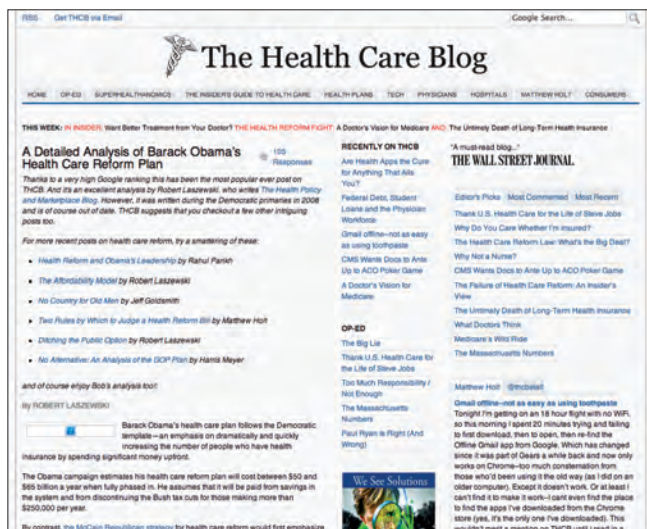 RSS Get THCB via Email
Google Search...
The Health Care Blog
HOME OP-ED SUPERHEALTHANOMICS THE INSIDER'S GUIDE TO HEALTH CARE HEALTH PLANS TECH PHYSICIANS HOSPITALS MATTHEW HOLT CONSUMERS
THIS WEEK: IN INSIDER: Want Better Treatment from Your Doctor? THE HEALTH REFORM FIGHT: A Doctor's Vision for Medicare AND: The Untimely Death of Long-Term Health Insurance
A Detailed Analysis of Barack Obama's
Health Care Reform Plan
Responses
Thanks to a very high Google ranking this has been the most popular ever post on
THCB. And it's an excellent analysis by Robert Laszewski, who writes The Health Policy
and Marketplace Blog. However, it was written during the Democratic primaries in 2008
and is of course out of date. THCB suggests that you checkout a few other intriguing
posts too.
For more recent posts on health care reform, try a smattering of these:
Health Reform and Obama's Leadership by Rahul Parikh
The Affordability Model by Robert Laszewski
No Country for Old Men by Jeff Goldsmith
Two Rules by Which to Judge a Health Reform Bill by Matthew Holt
Ditching the Public Option by Robert Laszewski
No Alternative: An Analysis of the GOP Plan by Harris Meyer
and of course enjoy Bob's analysis too!!
By ROBERT LASZEWSKI
Barack Obama's health care plan follows the Democratic
template—an emphasis on dramatically and quickly
increasing the number of people who have health
insurance by spending significant money upfront.
The Obama campaign estimates his health care reform plan will cost between $50 and
$65 billion a year when fully phased in. He assumes that it will be paid from savings in
the system and from discontinuing the Bush tax cuts for those making more than
$250,000 per year.
By contrast, the McCain Republican strategy for health care reform would first emphasize
RECENTLY ON THCB
Are Health Apps the Cure
for Anything That Ails
You?
Federal Debt, Student
Loans and the Physician
Workforce
Gmail offline—not as easy
as using toothpaste
CMS Wants Docs to Ante
Up to ACO Poker Game
A Doctor's Vision for
Medicare
OP-ED
The Big Lie
Thank U.S. Health Care for
the Life of Steve Jobs
Too Much Responsibility /
Not Enough
The Massachusetts
Numbers
Paul Ryan is Right (And
Wrong)
We See Solutions
"A must-read blog..."
THE WALL STREET JOURNAL
Editor's Picks Most Commented Most Recent
Thank U.S. Health Care for the Life of Steve Jobs
Why Do You Care Whether I'm Insured?
The Health Care Reform Law: What's the Big Deal?
Why Not a Nurse?
CMS Wants Docs to Ante Up to ACO Poker Game
The Failure of Health Care Reform: An Insider's
View
The Untimely Death of Long-Term Health Insurance
What Doctors Think
Medicare's Wild Ride
The Massachusetts Numbers
Matthew Holt
Gmail offline—not as easy as using toothpaste
Tonight I'm getting on an 18 hour flight with no WiFi,
so this morning I spent 20 minutes trying and failing
to first download, then to open, then re-find the
Offline Gmail app from Google. Which has changed
since it was part of Gears a while back and now only
works on Chrome—too much consternation from
those who'd been using it the old way (as I did on an
older computer). Except it doesn't work. Or at least I
can't find it to make it work—I cant even find the place
to find the apps I've downloaded from the Chrome
store (yes, it's the only one I've downloaded). This